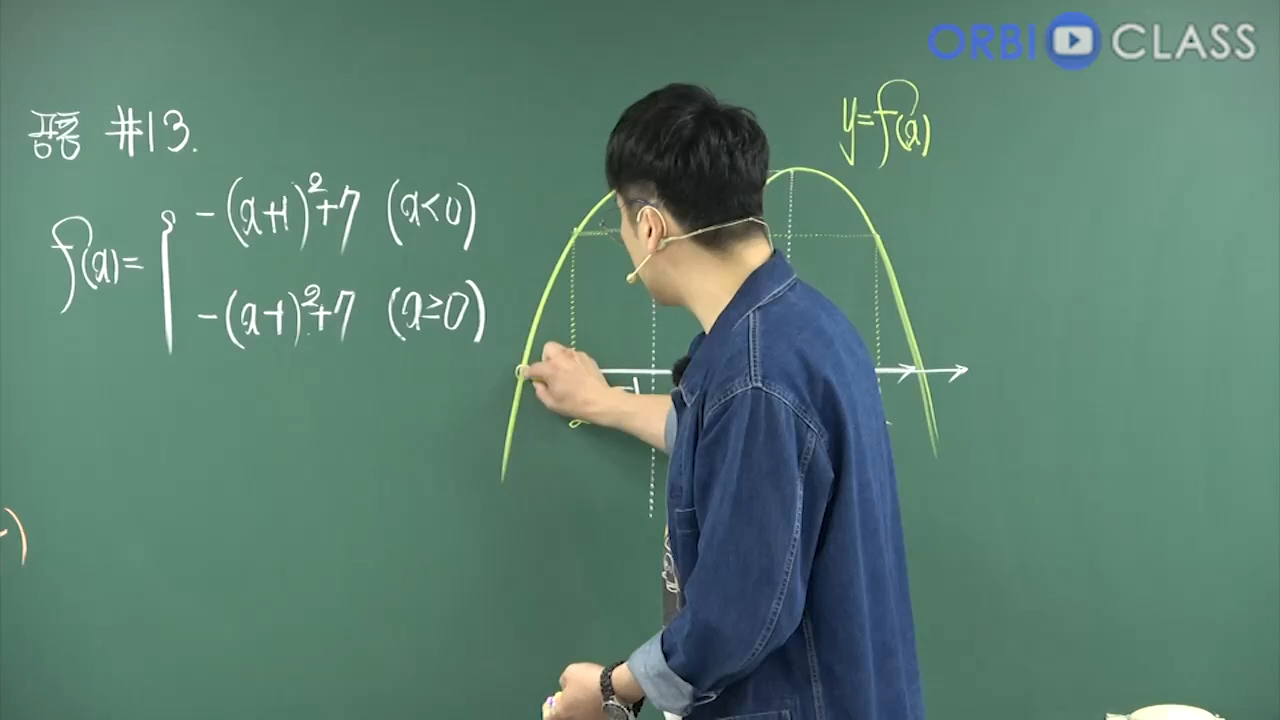 ORBI CLASS
공통 #13.
y=f(x)
f(x)=
-(x+1)²+7 (x<0)
-(x-1)²+7 (x≥0)